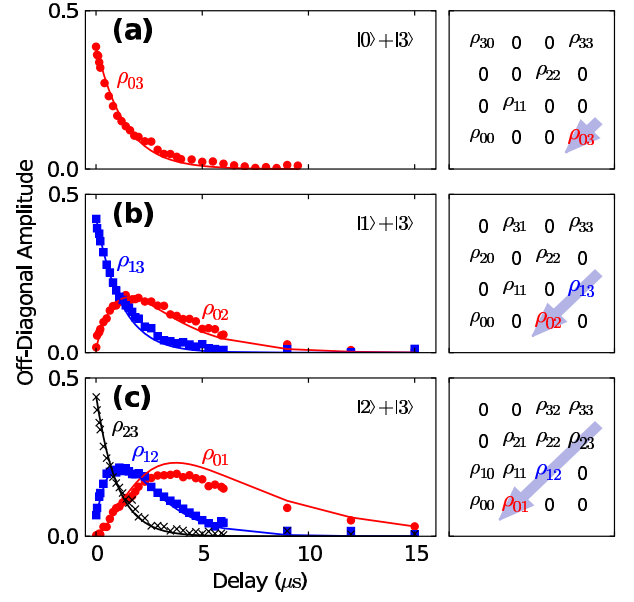 Off-Diagonal Amplitude
0.5
(a)
|0⟩+|3⟩
ρ03
0.0
ρ30 0 0 ρ33
0 0 ρ22 0
0 ρ11 0 0
ρ00 0 0 ρ03
0.5
(b)
|1⟩+|3⟩
ρ13
ρ02
0.0
0 ρ31 0 ρ33
ρ20 0 ρ22 0
0 ρ11 0 ρ13
ρ00 0 ρ02 0
0.5
(c)
|2⟩+|3⟩
ρ23
ρ12
ρ01
0.0
0 0 ρ32 ρ33
0 ρ21 ρ22 ρ23
ρ10 ρ11 ρ12 0
ρ00 ρ01 0 0
0 5 10 15
Delay (μs)